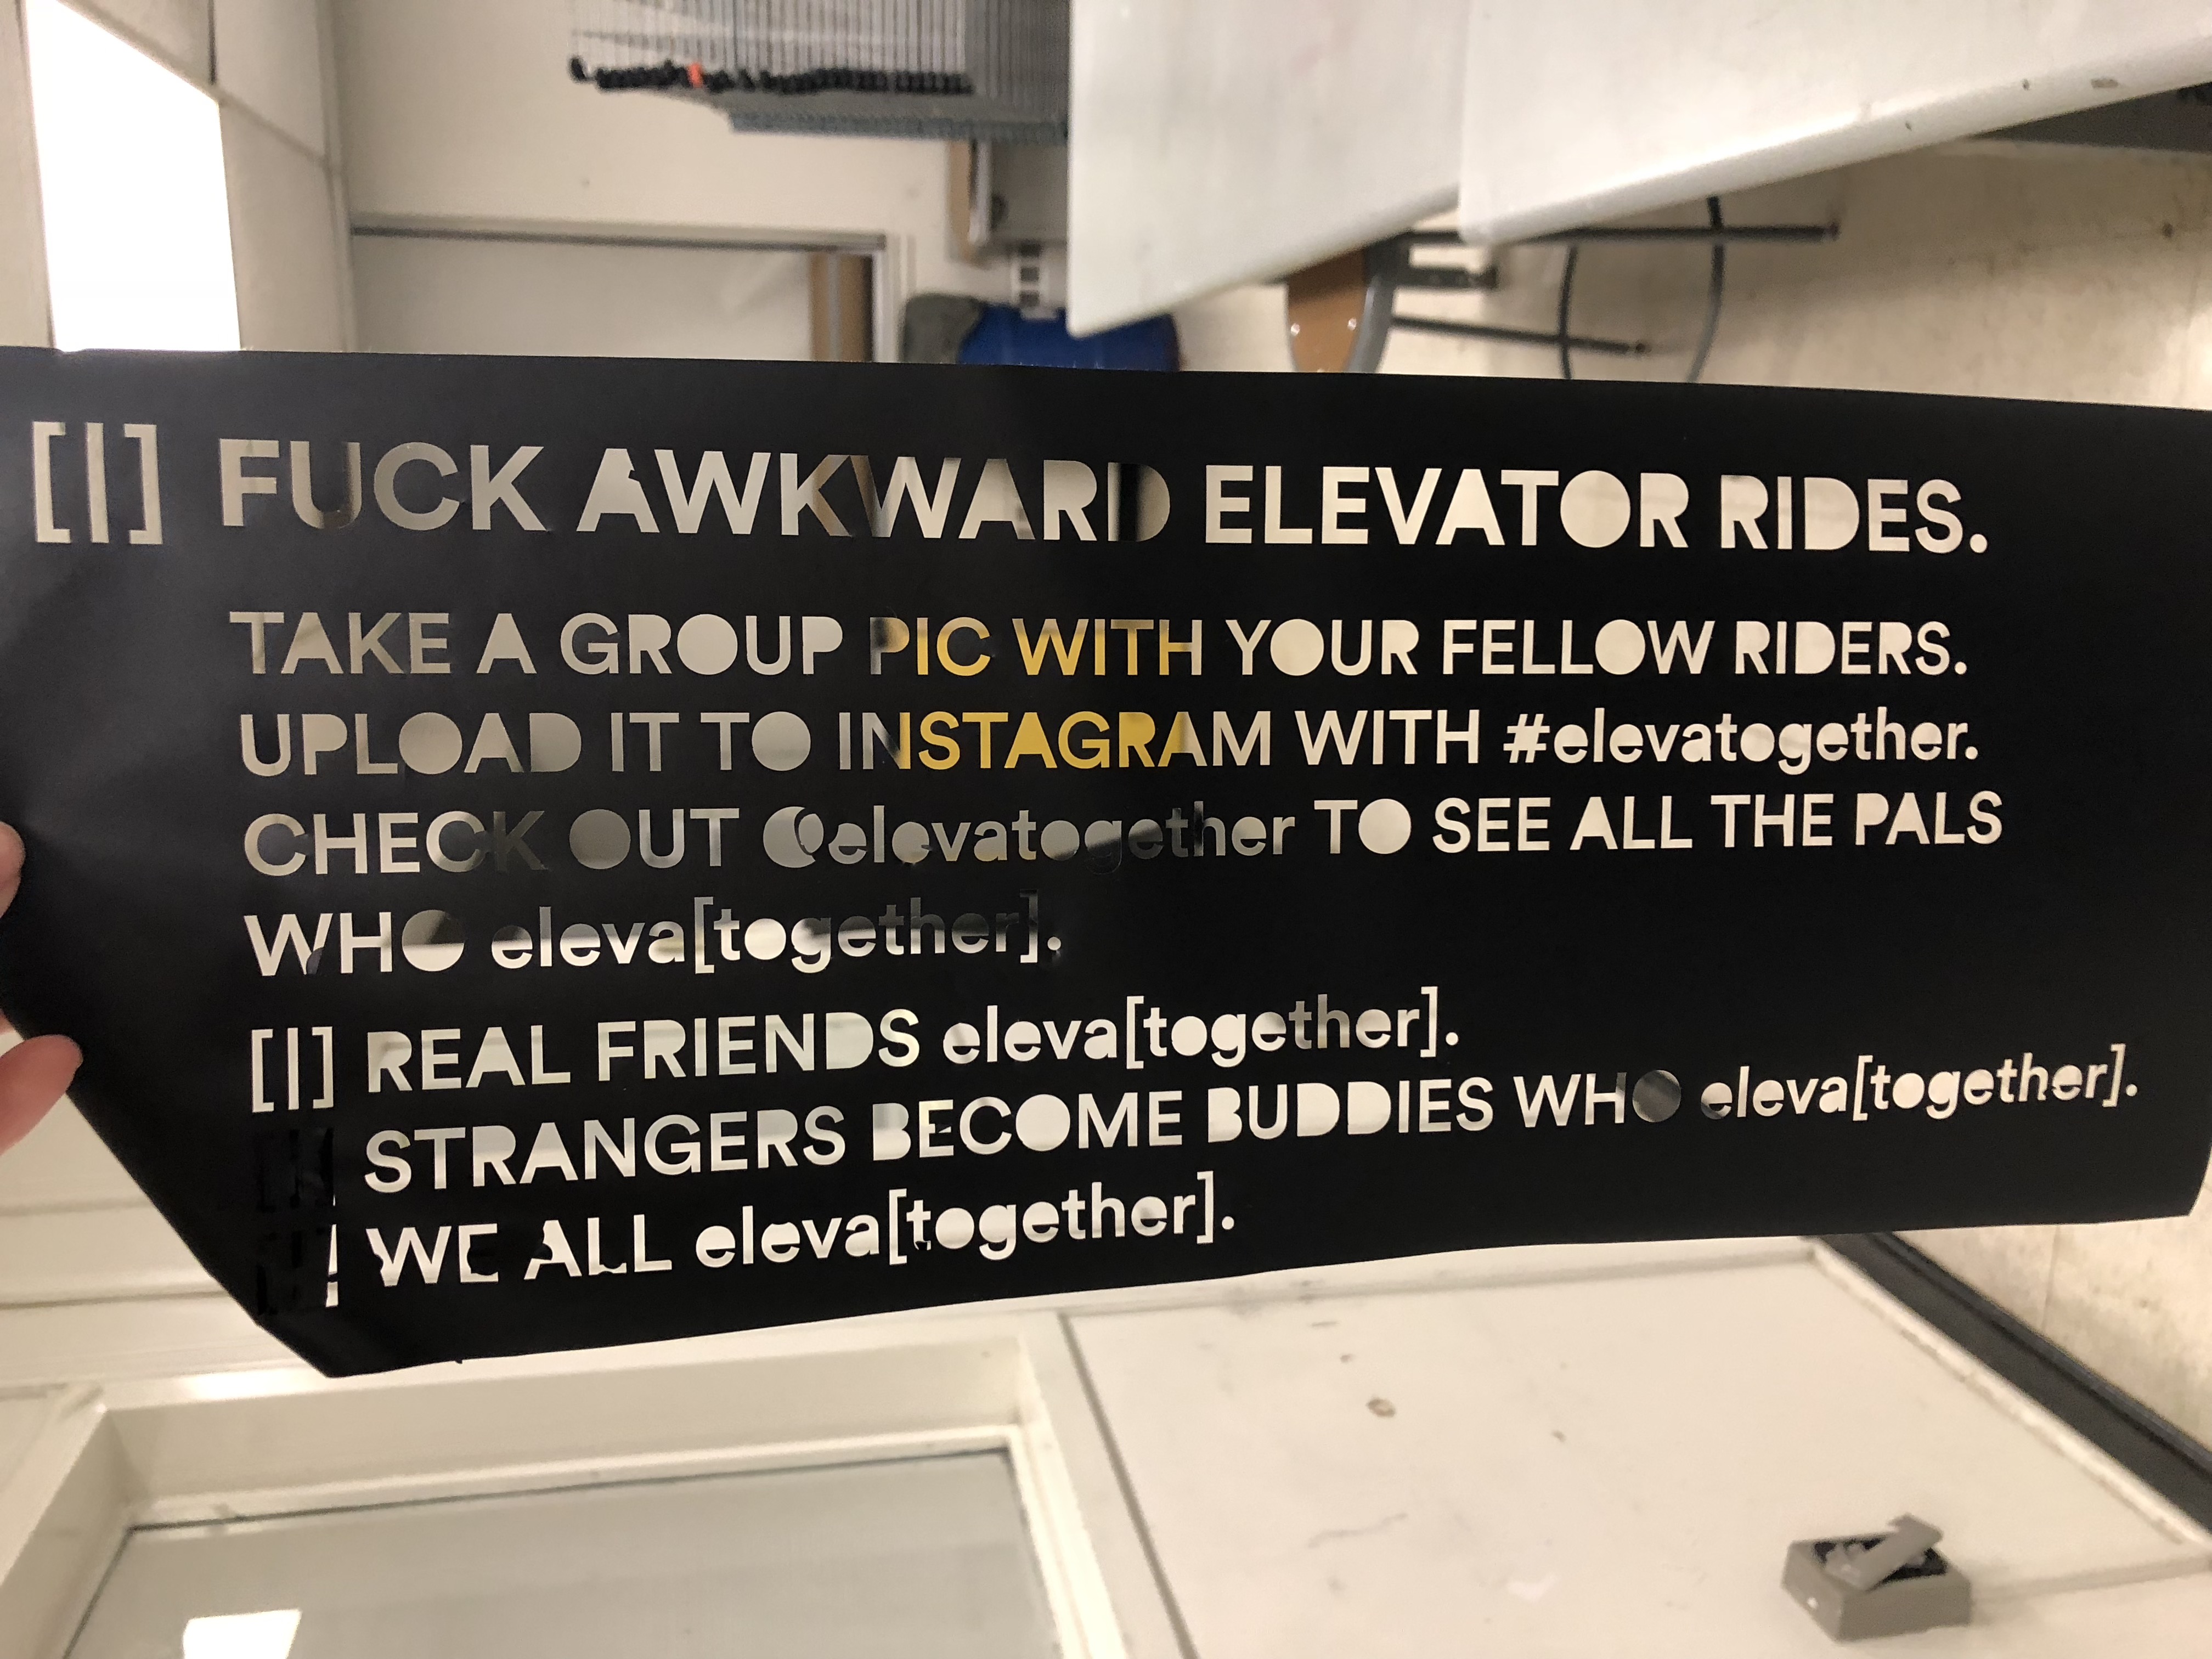 [|] FUCK AWKWARD ELEVATOR RIDES.
TAKE A GROUP PIC WITH YOUR FELLOW RIDERS.
UPLOAD IT TO INSTAGRAM WITH #elevatogether.
CHECK OUT @elevatogether TO SEE ALL THE PALS
WHO eleva[together].
[|] REAL FRIENDS eleva[together].
STRANGERS BECOME BUDDIES WHO eleva[together].
WE ALL eleva[together].